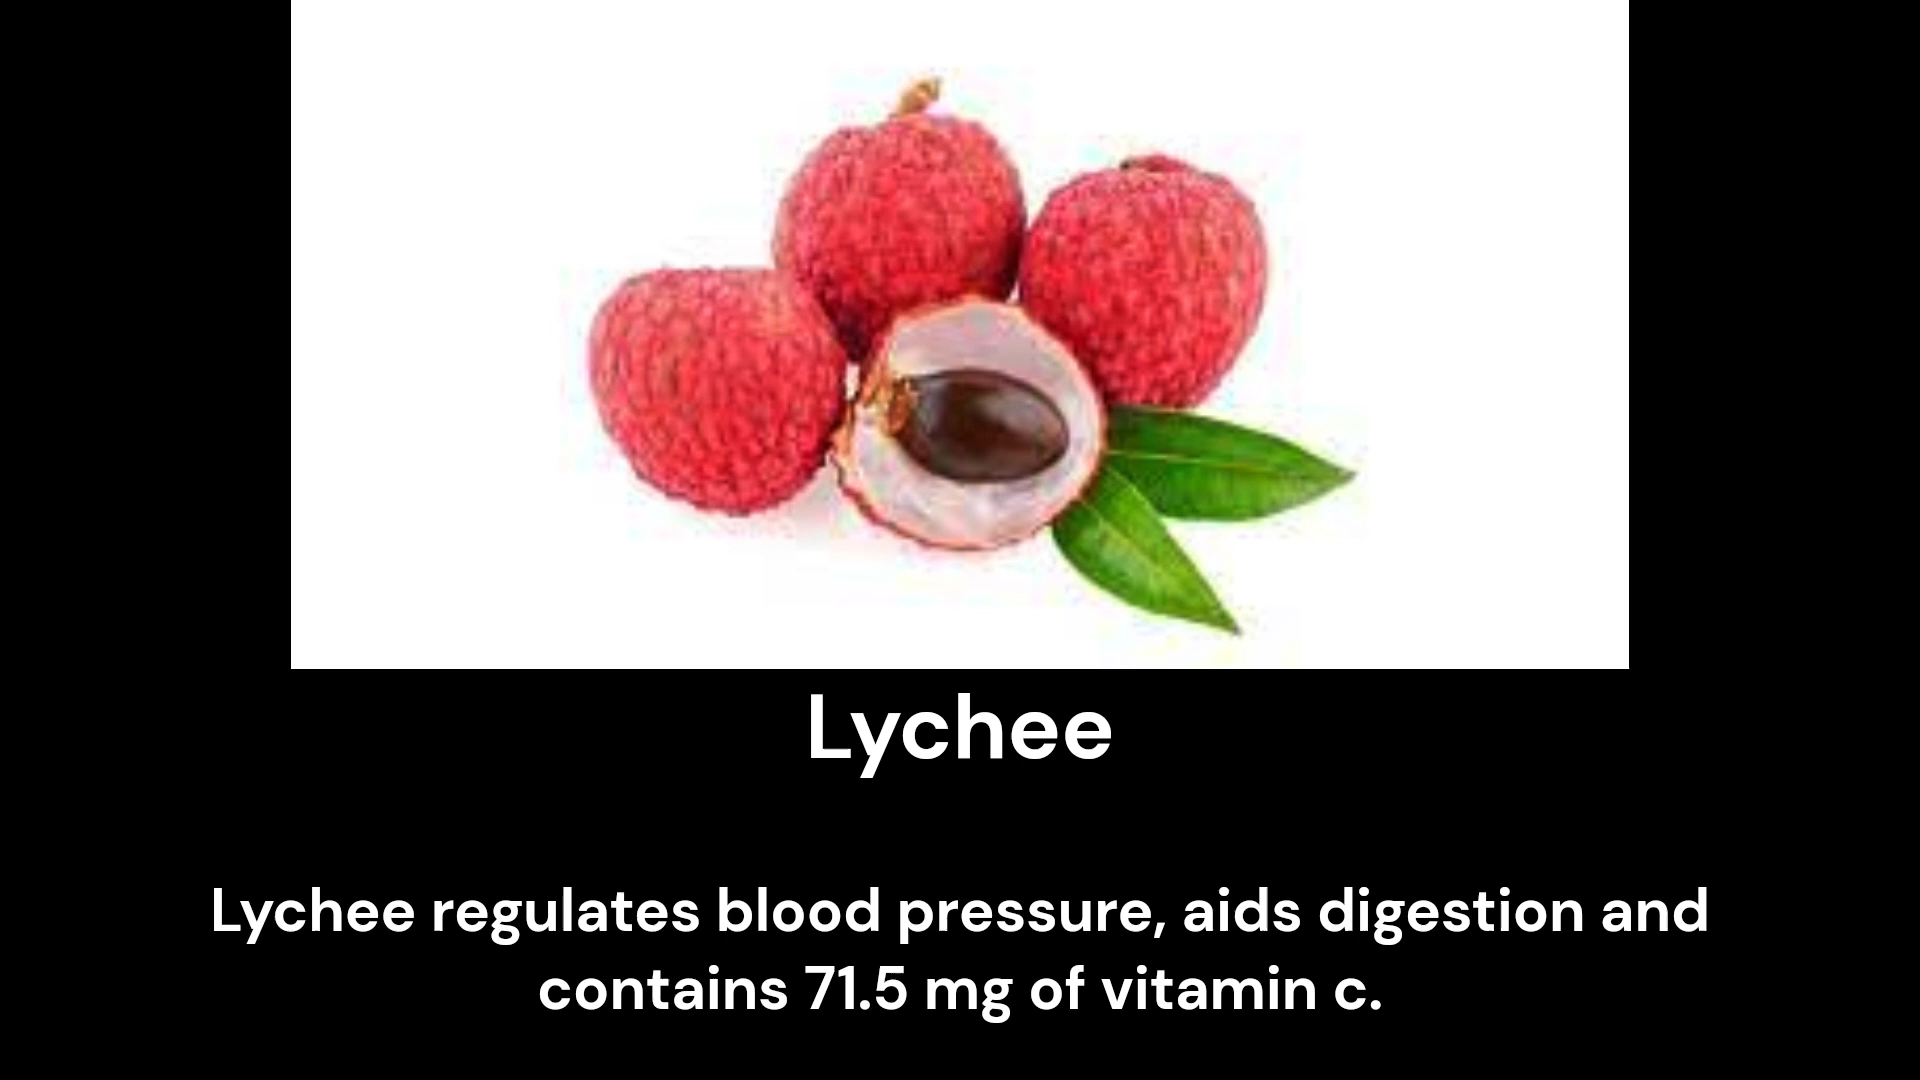 Lychee
Lychee regulates blood pressure, aids digestion and
contains 71.5 mg of vitamin c.